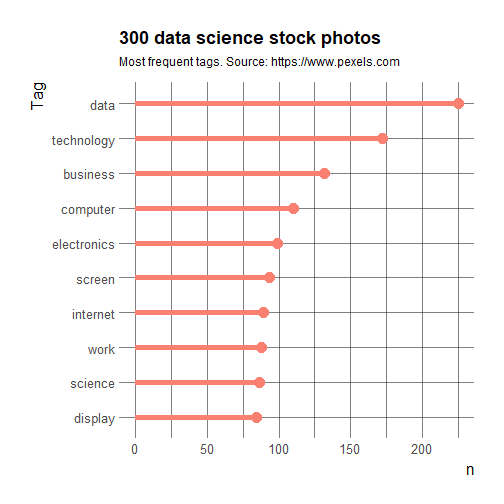 300 data science stock photos
Most frequent tags. Source: https://www.pexels.com
Tag
data
technology
business
computer
electronics
screen
internet
work
science
display
0 50 100 150 200
n